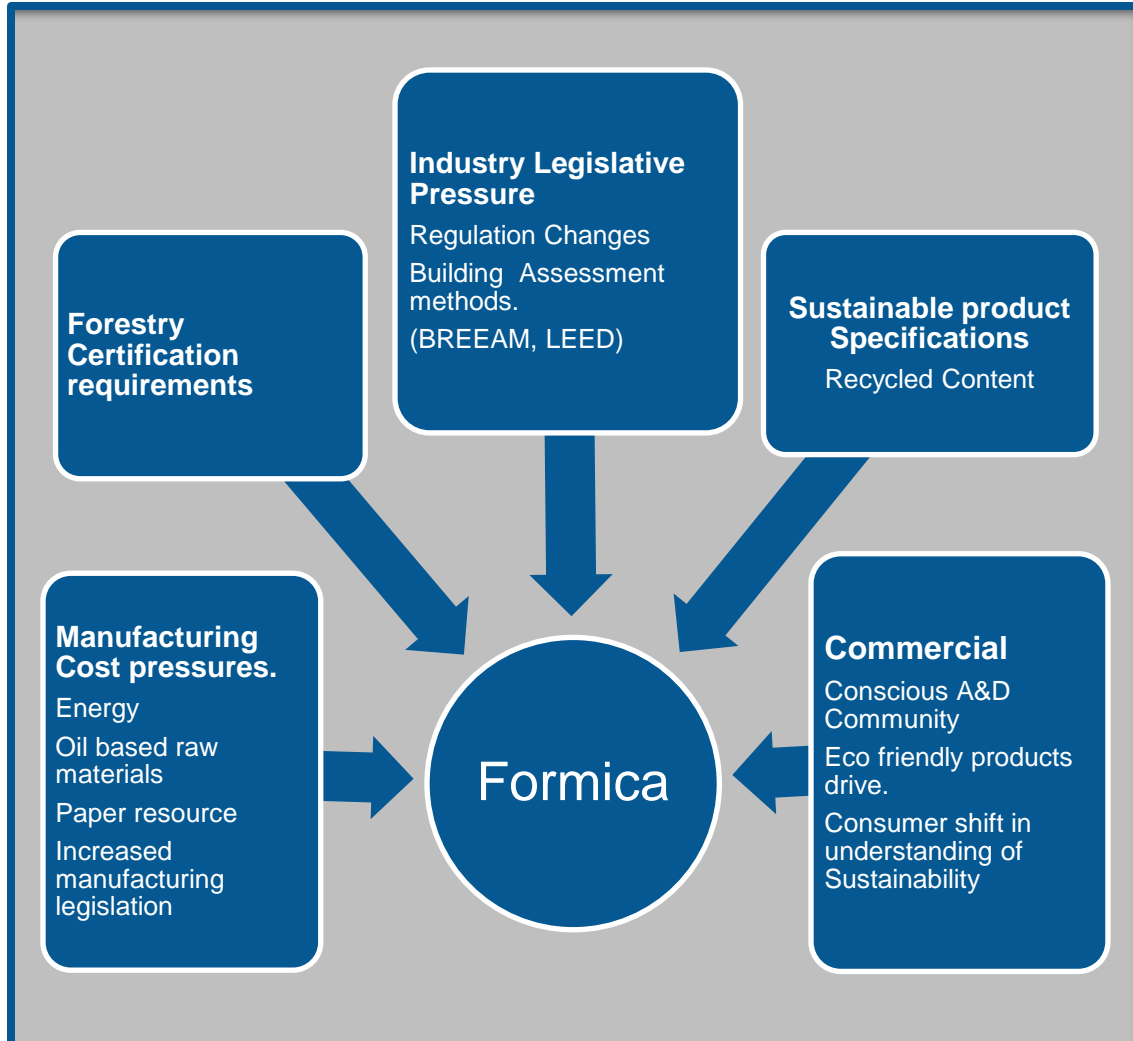 Industry Legislative
Pressure
Regulation Changes
Building Assessment
methods.
(BREEAM, LEED)
Forestry
Certification
requirements
Sustainable product
Specifications
Recycled Content
Manufacturing
Cost pressures.
Energy
Oil based raw
materials
Paper resource
Increased
manufacturing
legislation
Formica
Commercial
Conscious A&D
Community
Eco friendly products
drive.
Consumer shift in
understanding of
Sustainability